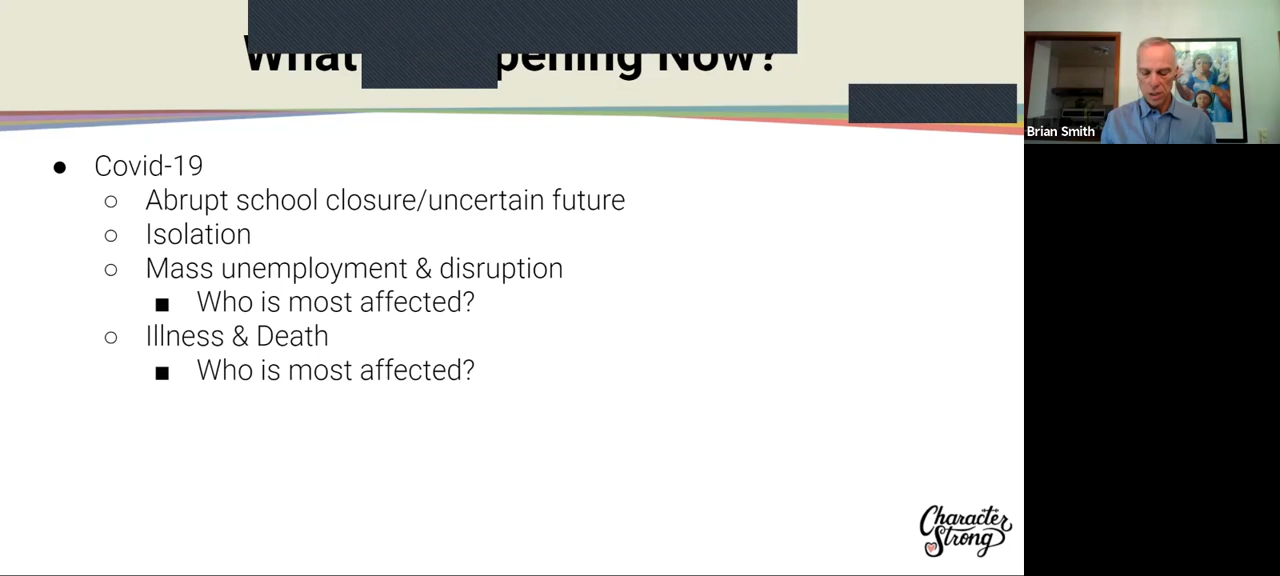 What pening Now?
Covid-19
Abrupt school closure/uncertain future
Isolation
Mass unemployment & disruption
Who is most affected?
Illness & Death
Who is most affected?
Character
Strong
Brian Smith